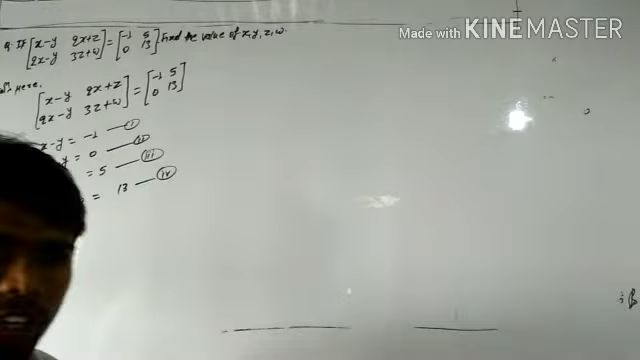 Made with KINEMASTER
Q. If [x-y 2x+z
2x-y 3z+w] = [-1 5
0 13] Find the value of x, y, z, w.
Here,
[x-y 2x+z
2x-y 3z+w] = [-1 5
0 13]
x-y = -1 — (i)
y = 0 — (ii)
= 5 — (iii)
= 13 — (iv)